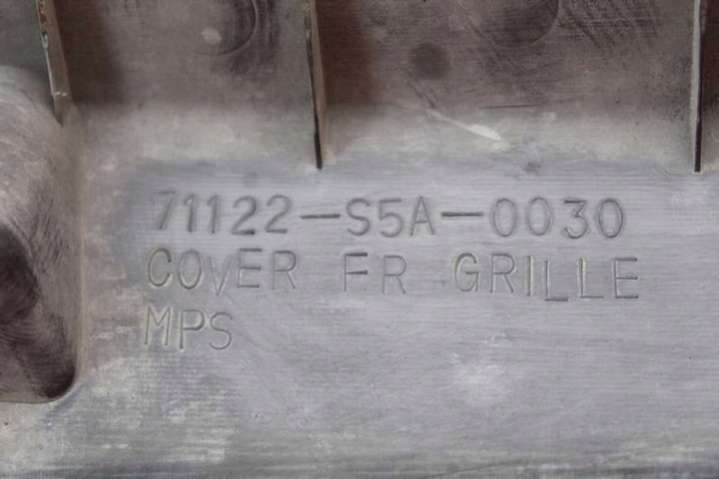 71122-S5A-0030
COVER FR GRILLE
MPS